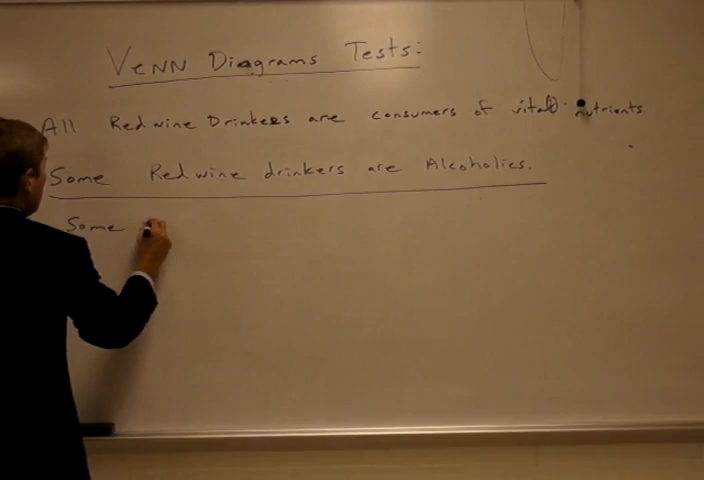 Venn Diagrams Tests:
All Redwine Drinkers are consumers of vital nutrients.
Some Redwine drinkers are Alcoholics.
Some